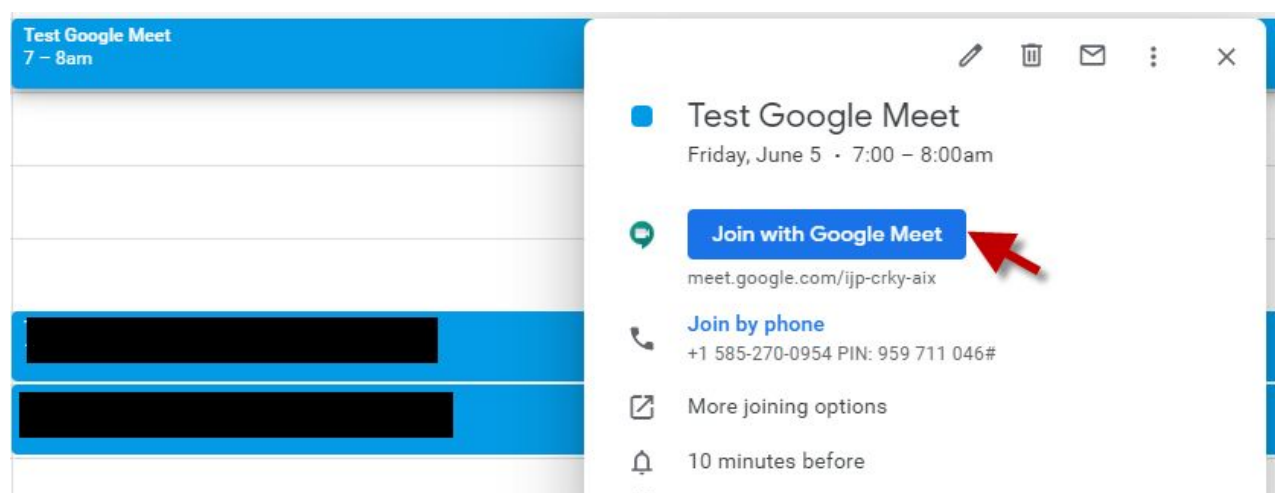 Test Google Meet
7 – 8am
Test Google Meet
Friday, June 5 • 7:00 – 8:00am
Join with Google Meet
meet.google.com/ijp-crky-aix
Join by phone
+1 585-270-0954 PIN: 959 711 046#
More joining options
10 minutes before